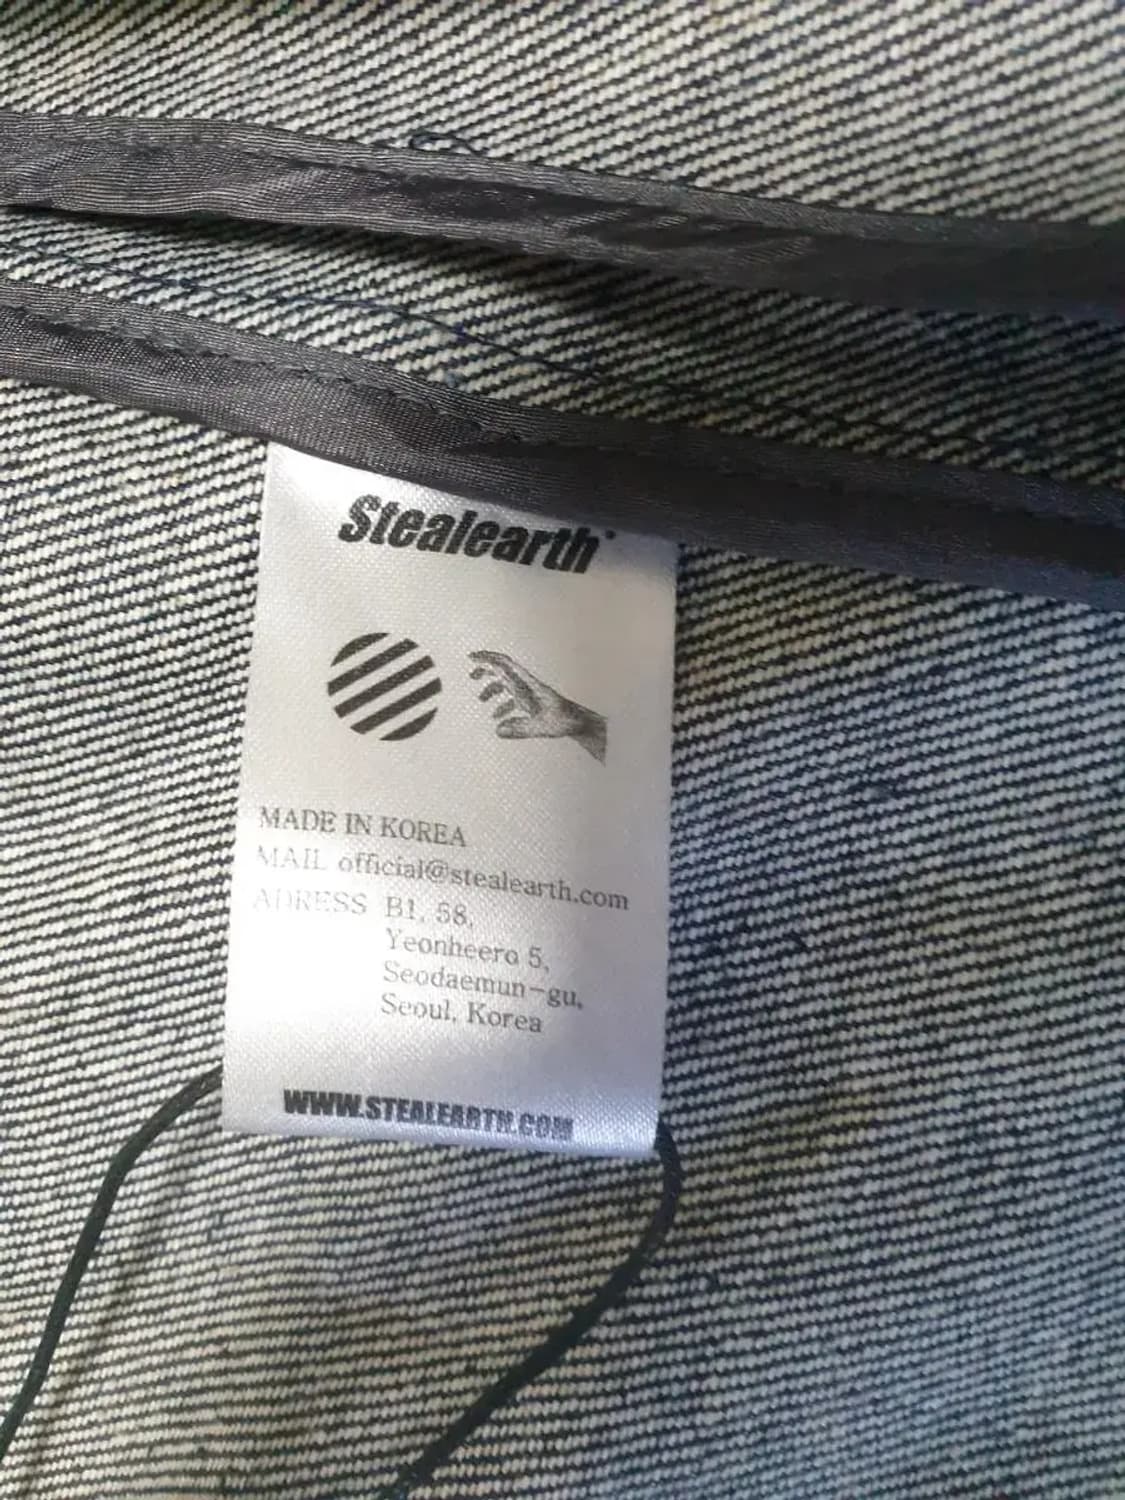 Stealearth
MADE IN KOREA
MAIL official@stealearth.com
ADRESS B1, 58,
Yeonheero 5,
Seodaemun-gu,
Seoul, Korea
WWW.STEALEARTH.COM